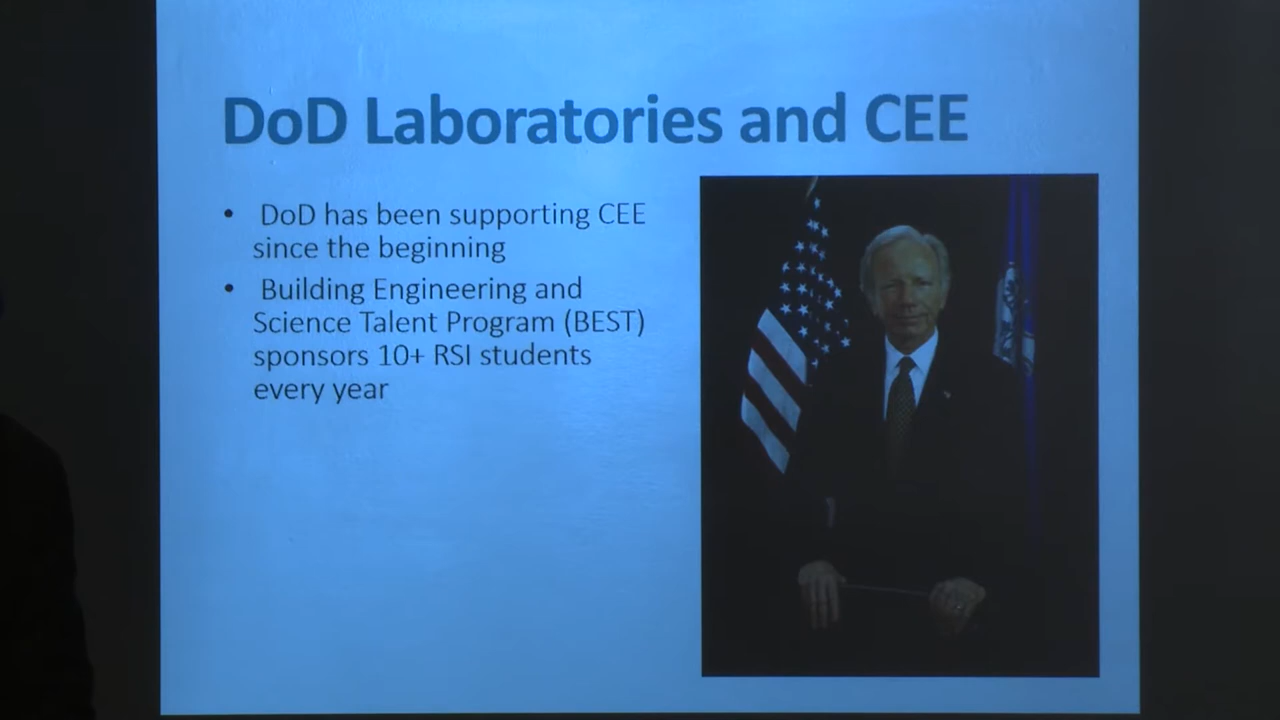 DoD Laboratories and CEE
• DoD has been supporting CEE
since the beginning
• Building Engineering and
Science Talent Program (BEST)
sponsors 10+ RSI students
every year